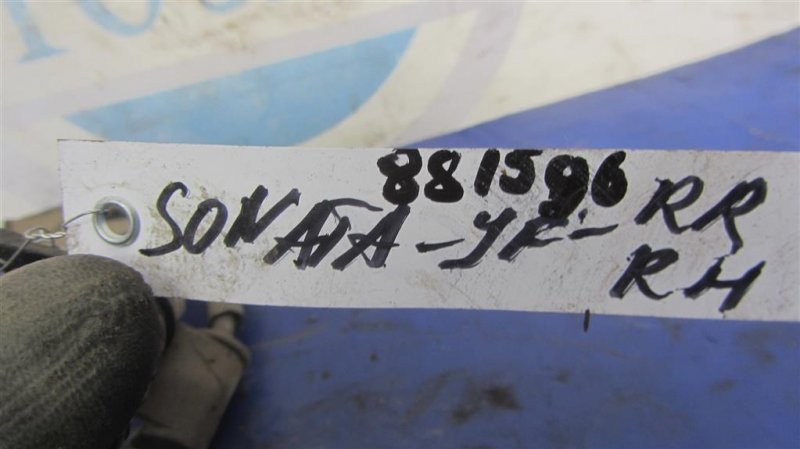 881596
SONATA-YF-RR
RH